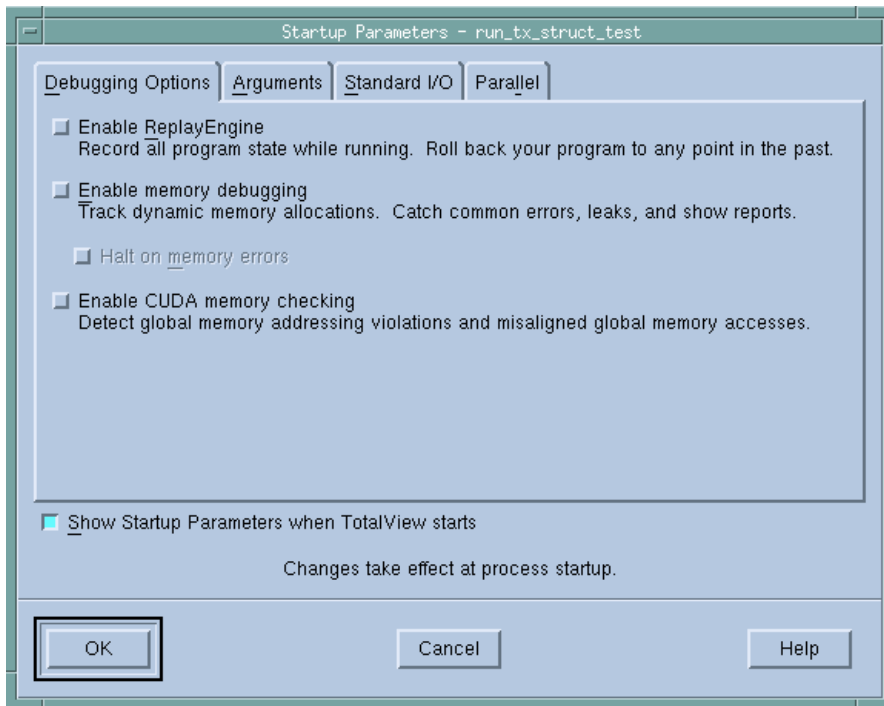 Startup Parameters - run_tx_struct_test
Debugging Options Arguments Standard I/O Parallel
Enable ReplayEngine
Record all program state while running. Roll back your program to any point in the past.
Enable memory debugging
Track dynamic memory allocations. Catch common errors, leaks, and show reports.
Halt on memory errors
Enable CUDA memory checking
Detect global memory addressing violations and misaligned global memory accesses.
Show Startup Parameters when TotalView starts
Changes take effect at process startup.
OK Cancel Help